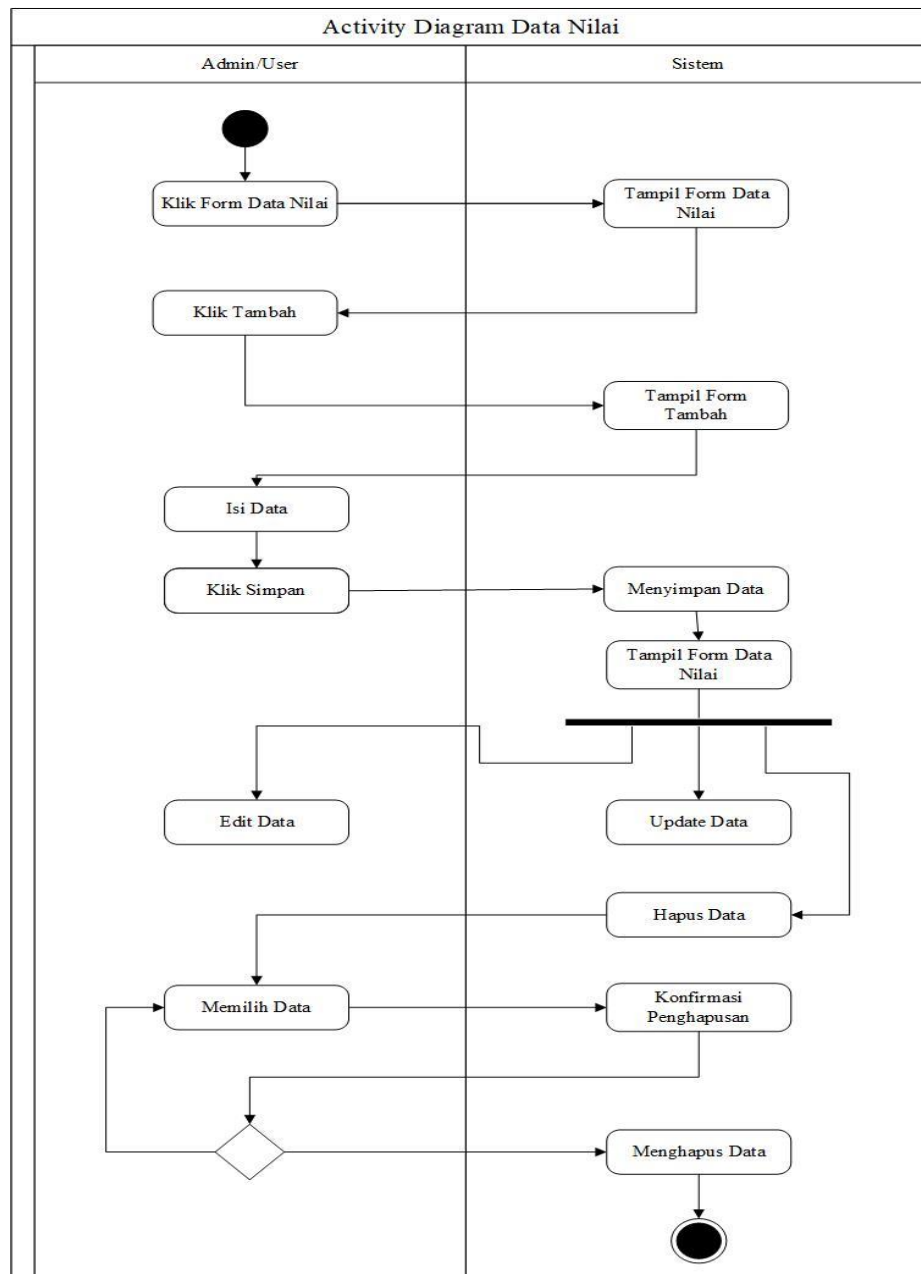 Activity Diagram Data Nilai
Admin/User
Sistem
Klik Form Data Nilai
Tampil Form Data
Nilai
Klik Tambah
Tampil Form
Tambah
Isi Data
Klik Simpan
Menyimpan Data
Tampil Form Data
Nilai
Edit Data
Update Data
Hapus Data
Memilih Data
Konfirmasi
Penghapusan
Menghapus Data